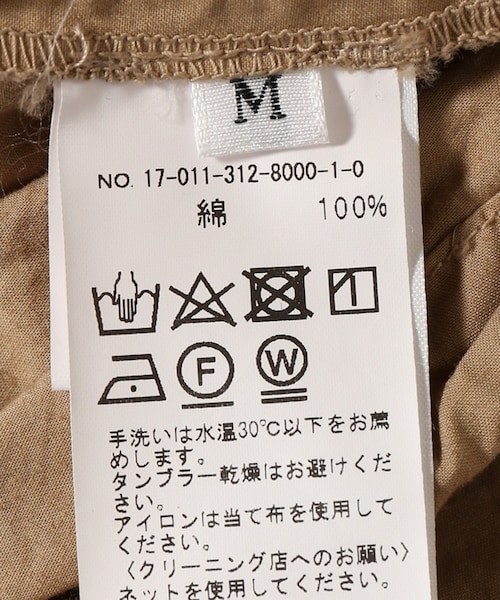 M
NO. 17-011-312-8000-1-0
綿 100%
F W
手洗いは水温30℃以下をお薦
めします。
タンブラー乾燥はお避けくだ
さい。
アイロンは当て布を使用して
ください。
〈クリーニング店へのお願い〉
ネットを使用してください。